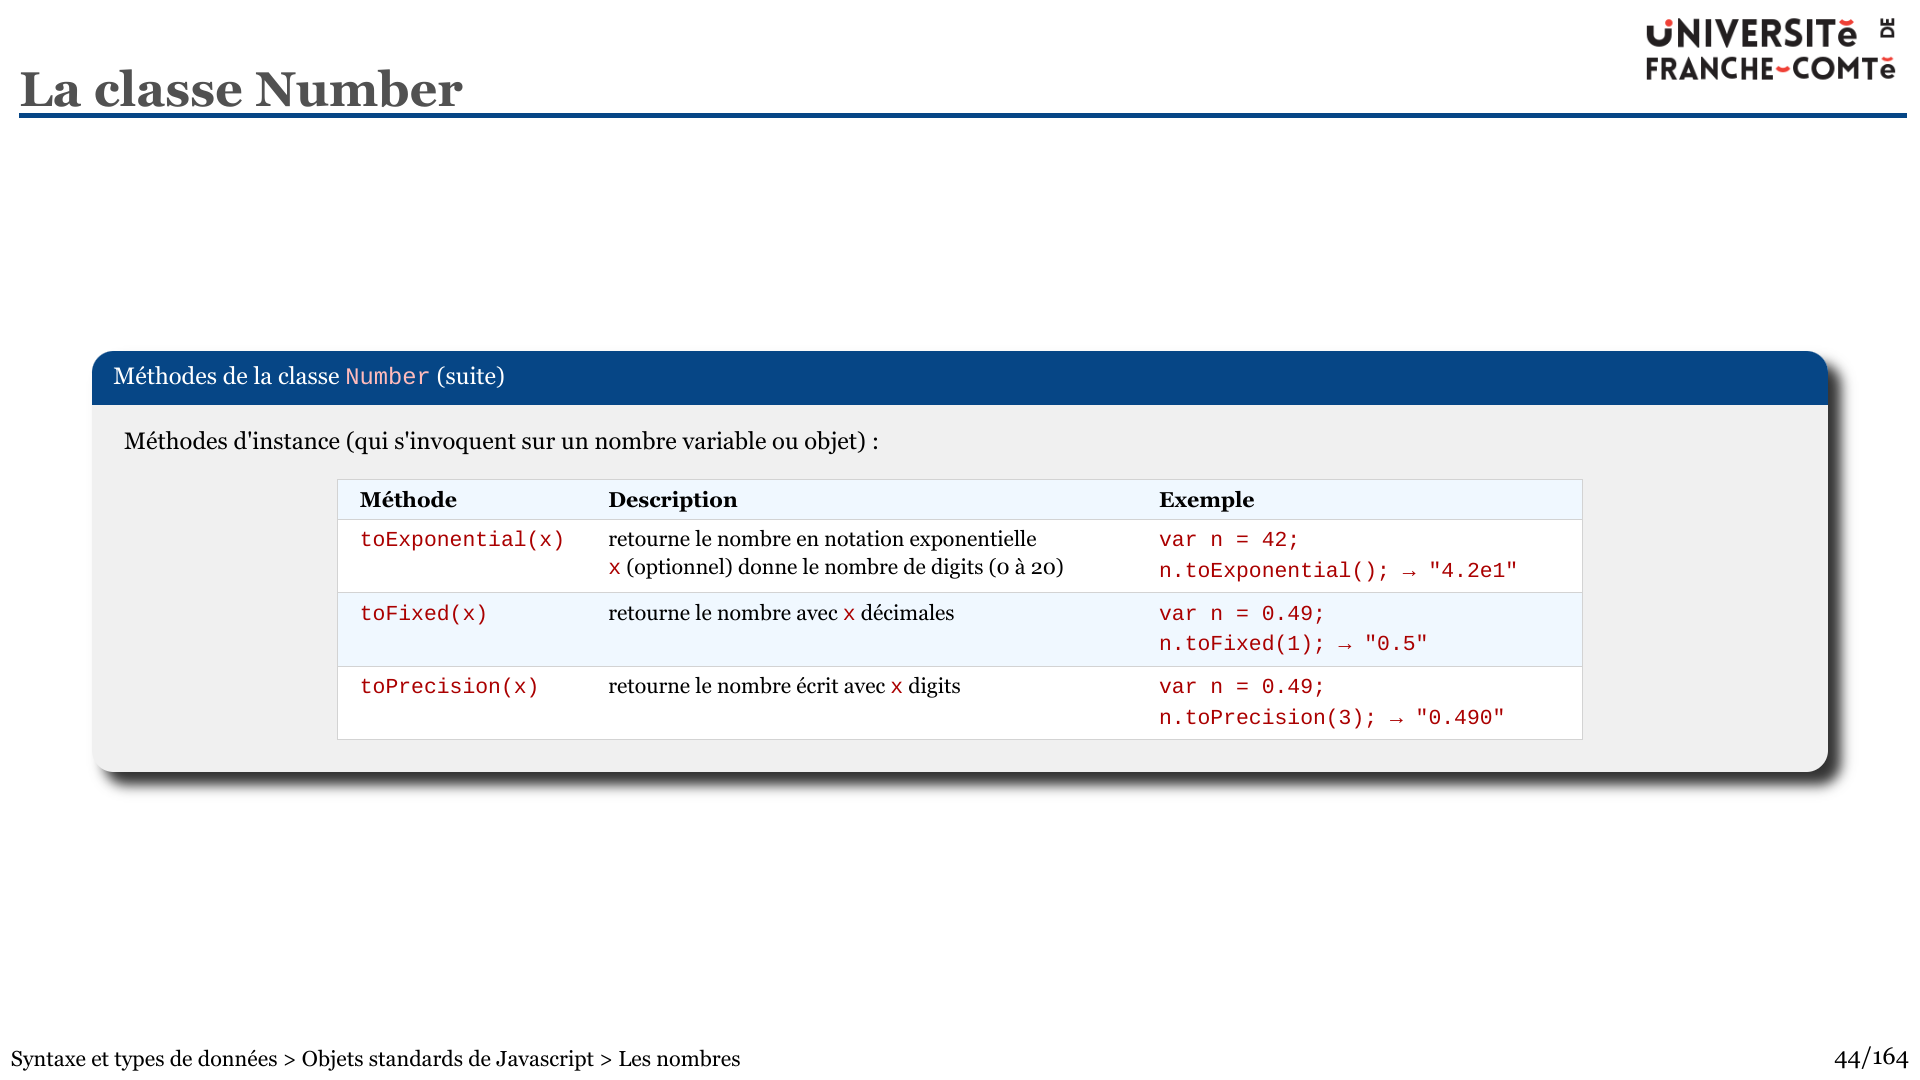 UNIVERSITĕ DE
FRANCHE-COMTĕ
La classe Number
Méthodes de la classe Number (suite)
Méthodes d'instance (qui s'invoquent sur un nombre variable ou objet) :
Méthode Description Exemple
toExponential(x) retourne le nombre en notation exponentielle var n = 42;
x (optionnel) donne le nombre de digits (0 à 20) n.toExponential(); → "4.2e1"
toFixed(x) retourne le nombre avec x décimales var n = 0.49;
n.toFixed(1); → "0.5"
toPrecision(x) retourne le nombre écrit avec x digits var n = 0.49;
n.toPrecision(3); → "0.490"
Syntaxe et types de données > Objets standards de Javascript > Les nombres
44/164